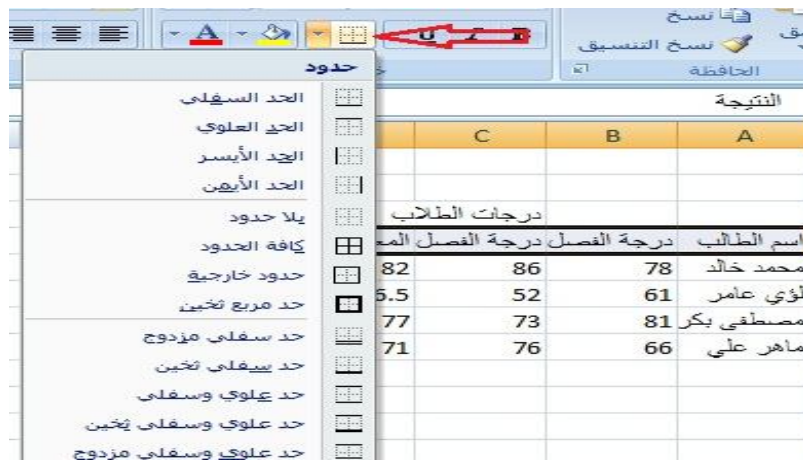 نسخ
نسخ التنسيق
الحافظة
A
النتيجة
A B C
درجات الطلاب
اسم الطالب درجة الفصل درجة الفصل
محمد خالد 78 86 82
لؤي عامر 61 52
مصطفى بكر 81 73 77
ماهر علي 66 76 71
حدود
الحد السفلي
الحد العلوي
الحد الأيسر
الحد الأيمن
بلا حدود
كافة الحدود
حدود خارجية
حد مربع ثخين
حد سفلي مزدوج
حد سفلي ثخين
حد علوي وسفلي
حد علوي وسفلي ثخين
حد علوي وسفلي مزدوج